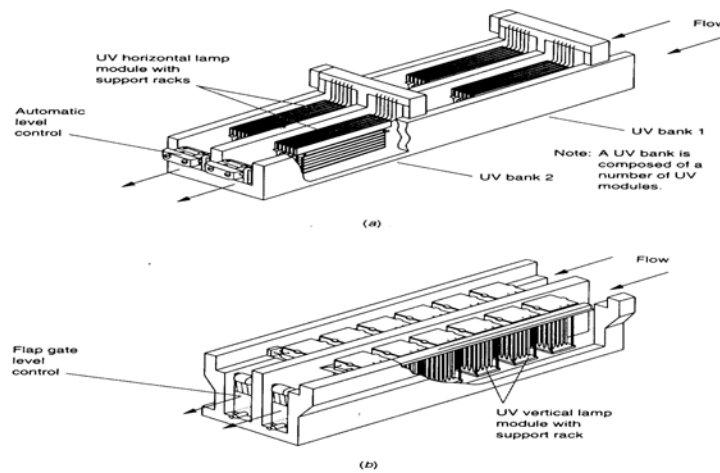 Flow
UV horizontal lamp
module with
support racks
Automatic
level control
UV bank 1
Note: A UV bank is
composed of a
number of UV
modules.
UV bank 2
(a)
Flow
Flap gate
level
control
UV vertical lamp
module with
support rack
(b)